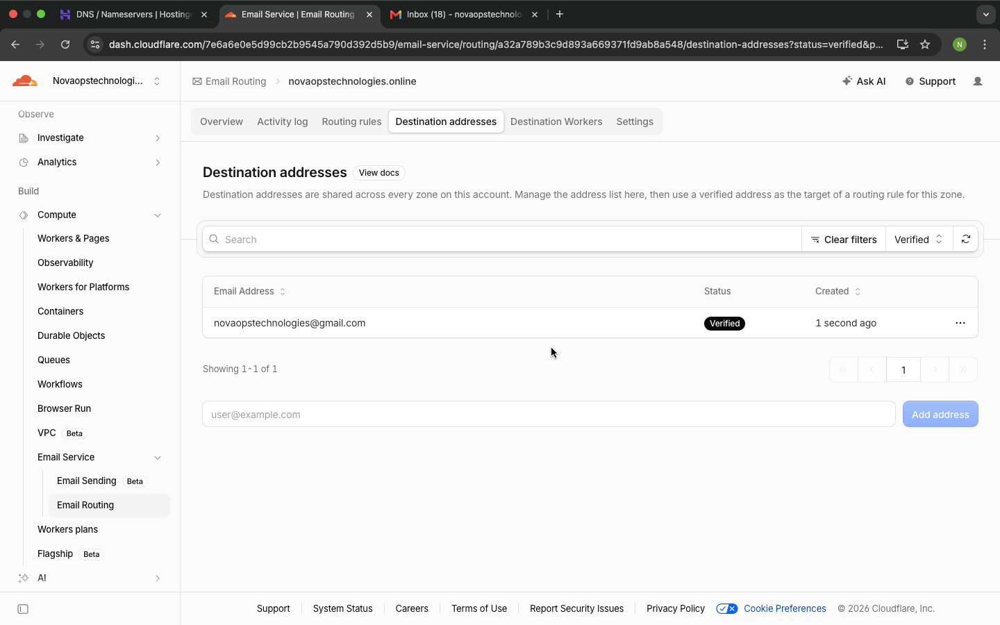 DNS / Nameservers | Hosting
Email Service | Email Routing
Inbox (18) - novaopstechnolo
dash.cloudflare.com/7e6a6e0e5d99cb2b9545a790d392d5b9/email-service/routing/a32a789b3c9d893a669371fd9ab8a548/destination-addresses?status=verified&p...
N
Novaopstechnologi...
Email Routing
novaopstechnologies.online
Ask AI
Support
Observe
Investigate
Analytics
Build
Compute
Workers & Pages
Observability
Workers for Platforms
Containers
Durable Objects
Queues
Workflows
Browser Run
VPC Beta
Email Service
Email Sending Beta
Email Routing
Workers plans
Flagship Beta
AI
Overview
Activity log
Routing rules
Destination addresses
Destination Workers
Settings
Destination addresses
View docs
Destination addresses are shared across every zone on this account. Manage the address list here, then use a verified address as the target of a routing rule for this zone.
Search
Clear filters
Verified
Email Address
Status
Created
novaopstechnologies@gmail.com
Verified
1 second ago
Showing 1-1 of 1
1
user@example.com
Add address
Support
System Status
Careers
Terms of Use
Report Security Issues
Privacy Policy
Cookie Preferences
© 2026 Cloudflare, Inc.